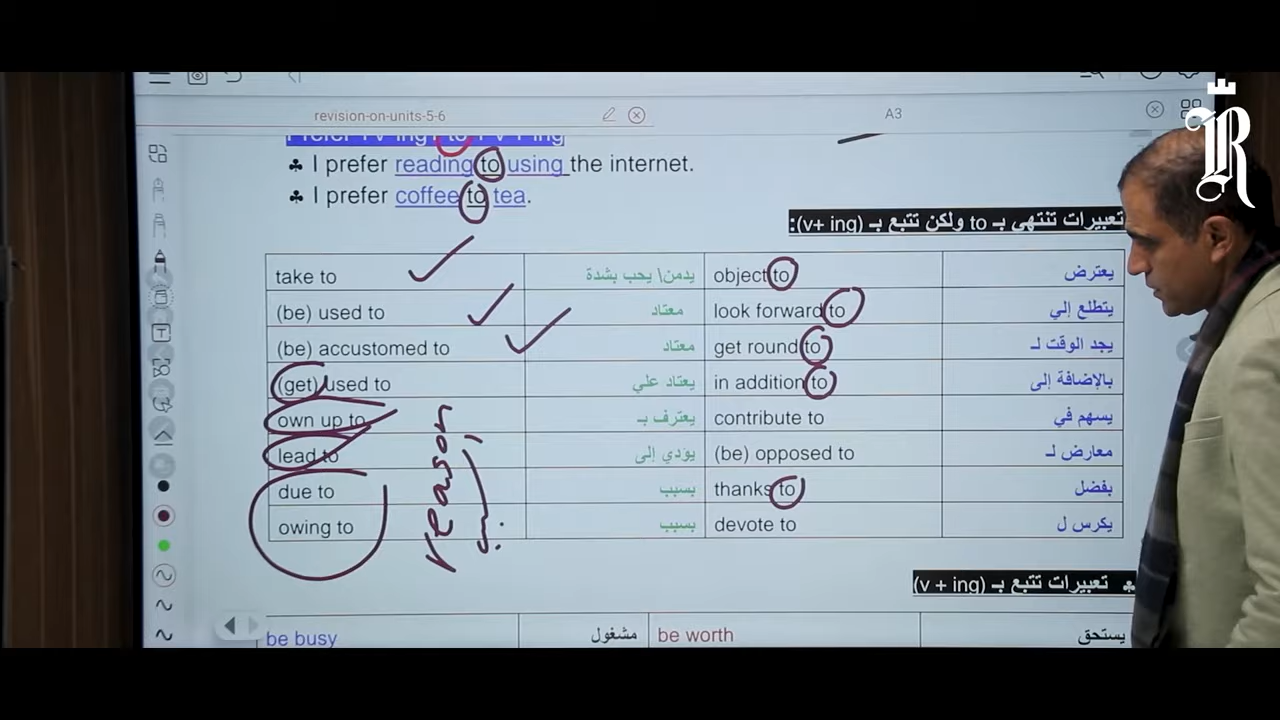 revision-on-units-5-6
A3
I prefer reading to using the internet.
I prefer coffee to tea.
تعبيرات تنتهي بـ to ولكن تتبع بـ (v+ ing):
take to يدمن\ يحب بشدة object to يعترض
(be) used to معتاد look forward to يتطلع إلي
(be) accustomed to معتاد get round to يجد الوقت لـ
(get) used to يعتاد علي in addition to بالإضافة إلى
own up to يعترف بـ contribute to يسهم في
lead to يؤدي إلى (be) opposed to معارض لـ
due to بسبب thanks to بفضل
owing to بسبب devote to يكرس ل
reason
تعبيرات تتبع بـ (v + ing)
be busy مشغول be worth يستحق